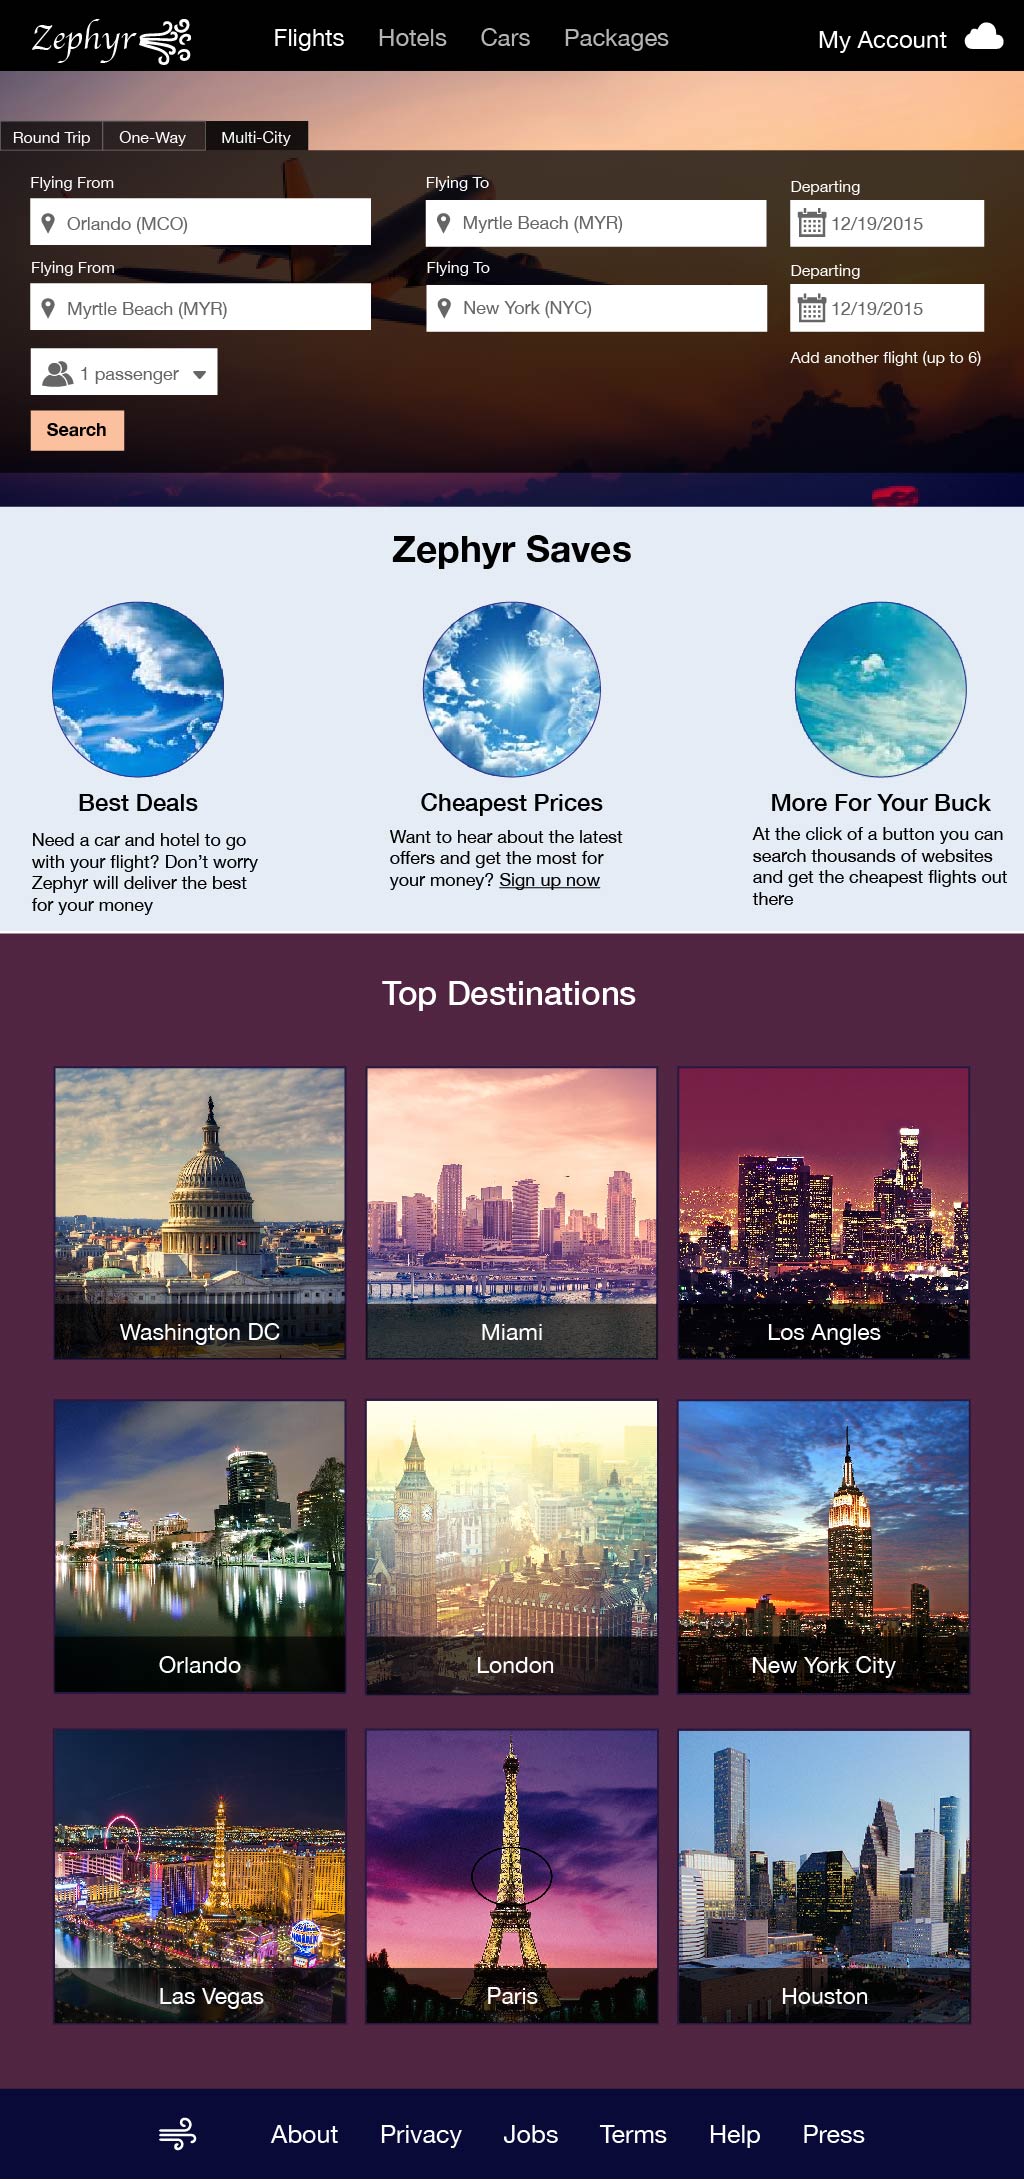 Zephyr
Flights Hotels Cars Packages
My Account
Round Trip One-Way Multi-City
Flying From Flying To Departing
Orlando (MCO) Myrtle Beach (MYR) 12/19/2015
Flying From Flying To Departing
Myrtle Beach (MYR) New York (NYC) 12/19/2015
1 passenger
Add another flight (up to 6)
Search
Zephyr Saves
Best Deals
Need a car and hotel to go
with your flight? Don't worry
Zephyr will deliver the best
for your money
Cheapest Prices
Want to hear about the latest
offers and get the most for
your money? Sign up now
More For Your Buck
At the click of a button you can
search thousands of websites
and get the cheapest flights out
there
Top Destinations
Washington DC
Miami
Los Angles
Orlando
London
New York City
Las Vegas
Paris
Houston
About Privacy Jobs Terms Help Press